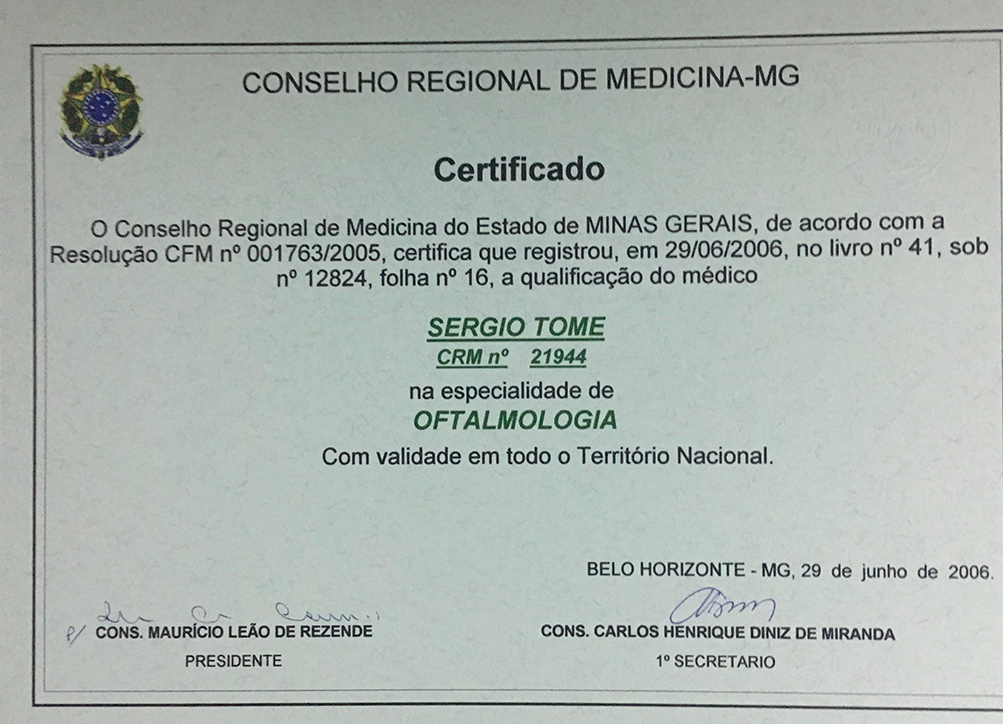 CONSELHO REGIONAL DE MEDICINA-MG
Certificado
O Conselho Regional de Medicina do Estado de MINAS GERAIS, de acordo com a
Resolução CFM nº 001763/2005, certifica que registrou, em 29/06/2006, no livro nº 41, sob
nº 12824, folha nº 16, a qualificação do médico
SERGIO TOME
CRM nº 21944
na especialidade de
OFTALMOLOGIA
Com validade em todo o Território Nacional.
BELO HORIZONTE - MG, 29 de junho de 2006.
p/ CONS. MAURÍCIO LEÃO DE REZENDE
PRESIDENTE
CONS. CARLOS HENRIQUE DINIZ DE MIRANDA
1º SECRETARIO